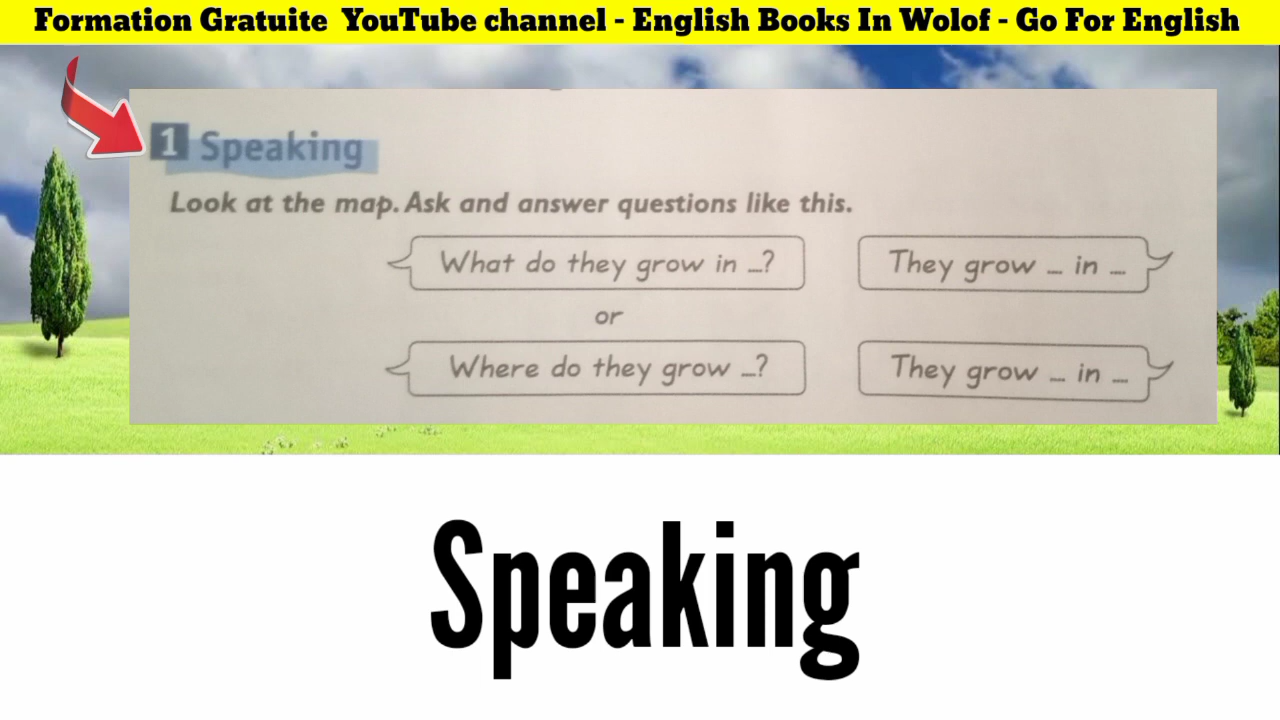 Formation Gratuite YouTube channel - English Books In Wolof - Go For English
1 Speaking
Look at the map. Ask and answer questions like this.
What do they grow in ...?
They grow ... in ...
or
Where do they grow ...?
They grow ... in ...
Speaking